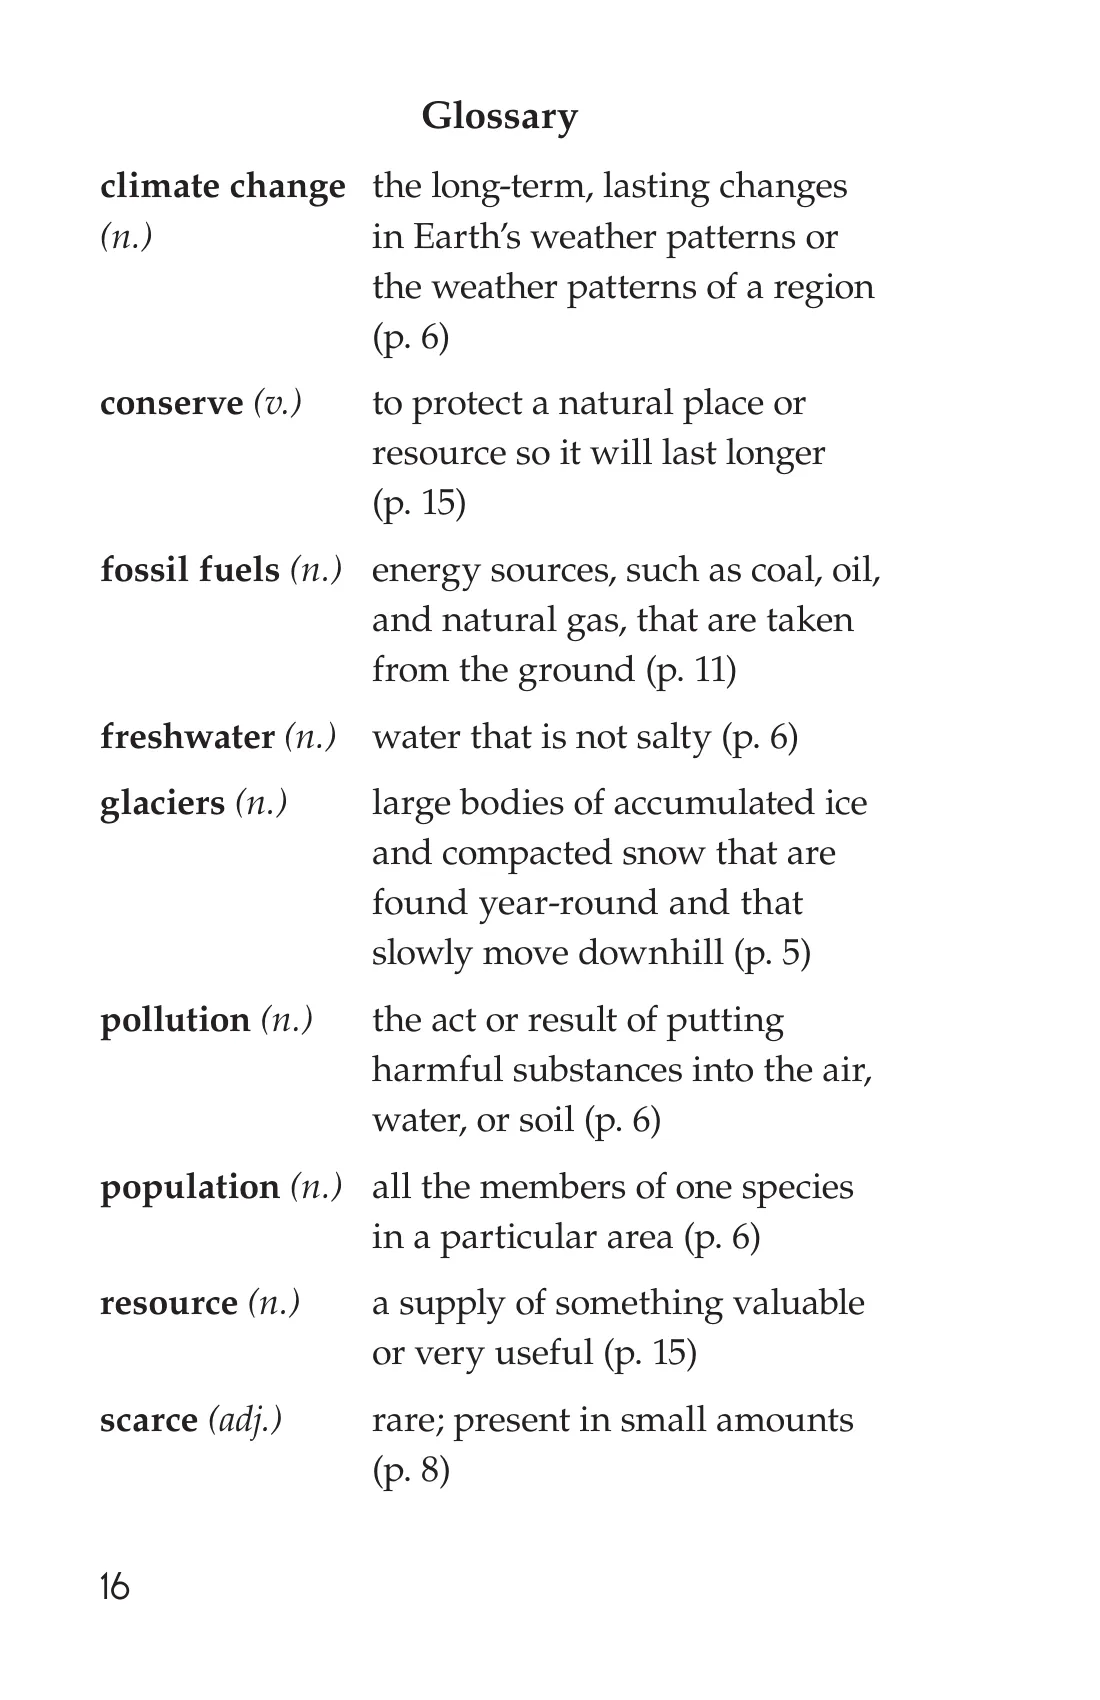 Glossary
climate change the long-term, lasting changes
(n.) in Earth’s weather patterns or
the weather patterns of a region
(p. 6)
conserve (v.) to protect a natural place or
resource so it will last longer
(p. 15)
fossil fuels (n.) energy sources, such as coal, oil,
and natural gas, that are taken
from the ground (p. 11)
freshwater (n.) water that is not salty (p. 6)
glaciers (n.) large bodies of accumulated ice
and compacted snow that are
found year-round and that
slowly move downhill (p. 5)
pollution (n.) the act or result of putting
harmful substances into the air,
water, or soil (p. 6)
population (n.) all the members of one species
in a particular area (p. 6)
resource (n.) a supply of something valuable
or very useful (p. 15)
scarce (adj.) rare; present in small amounts
(p. 8)
16